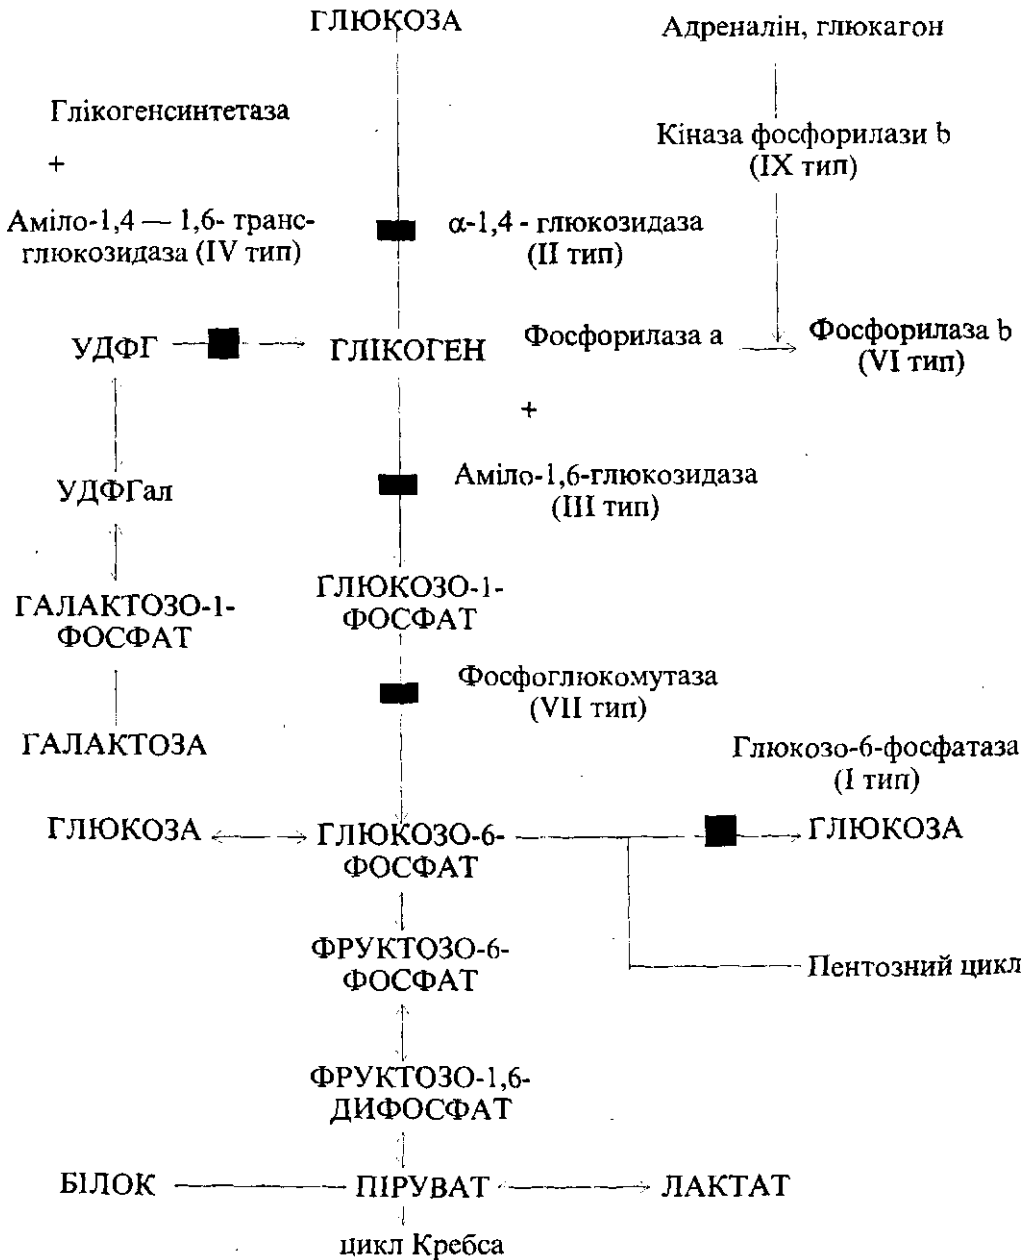 ГЛЮКОЗА
Адреналін, глюкагон
Глікогенсинтетаза
+
Кіназа фосфорилази b
(IX тип)
Аміло-1,4 — 1,6- транс-
глюкозидаза (IV тип)
α-1,4 - глюкозидаза
(II тип)
УДФГ
ГЛІКОГЕН
Фосфорилаза a
Фосфорилаза b
(VI тип)
+
УДФГал
Аміло-1,6-глюкозидаза
(III тип)
ГАЛАКТОЗО-1-
ФОСФАТ
ГЛЮКОЗО-1-
ФОСФАТ
Фосфоглюкомутаза
(VII тип)
ГАЛАКТОЗА
Глюкозо-6-фосфатаза
(I тип)
ГЛЮКОЗА
ГЛЮКОЗО-6-
ФОСФАТ
ГЛЮКОЗА
ФРУКТОЗО-6-
ФОСФАТ
Пентозний цикл
ФРУКТОЗО-1,6-
ДИФОСФАТ
БІЛОК
ПІРУВАТ
ЛАКТАТ
цикл Кребса